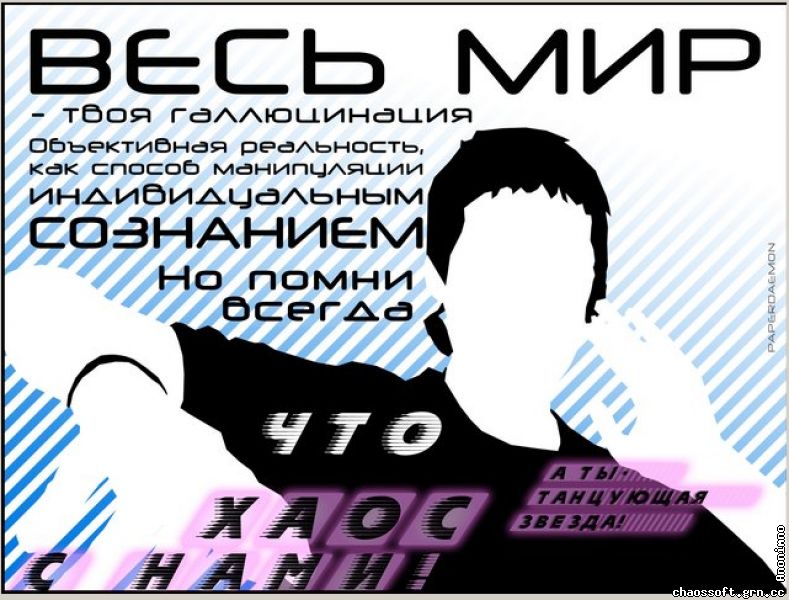 ВЕСЬ МИР
- твоя галлюцинация
Объективная реальность,
как способ манипуляции
индивидуальным
СОЗНАНИЕМ
Но помни
всегда
ЧТО
ХАОС
С НАМИ!
А ТЫ -
ТАНЦУЮЩАЯ
ЗВЕЗДА!
PAPERDAEMON
Anonimno
chaossoft.grn.cc